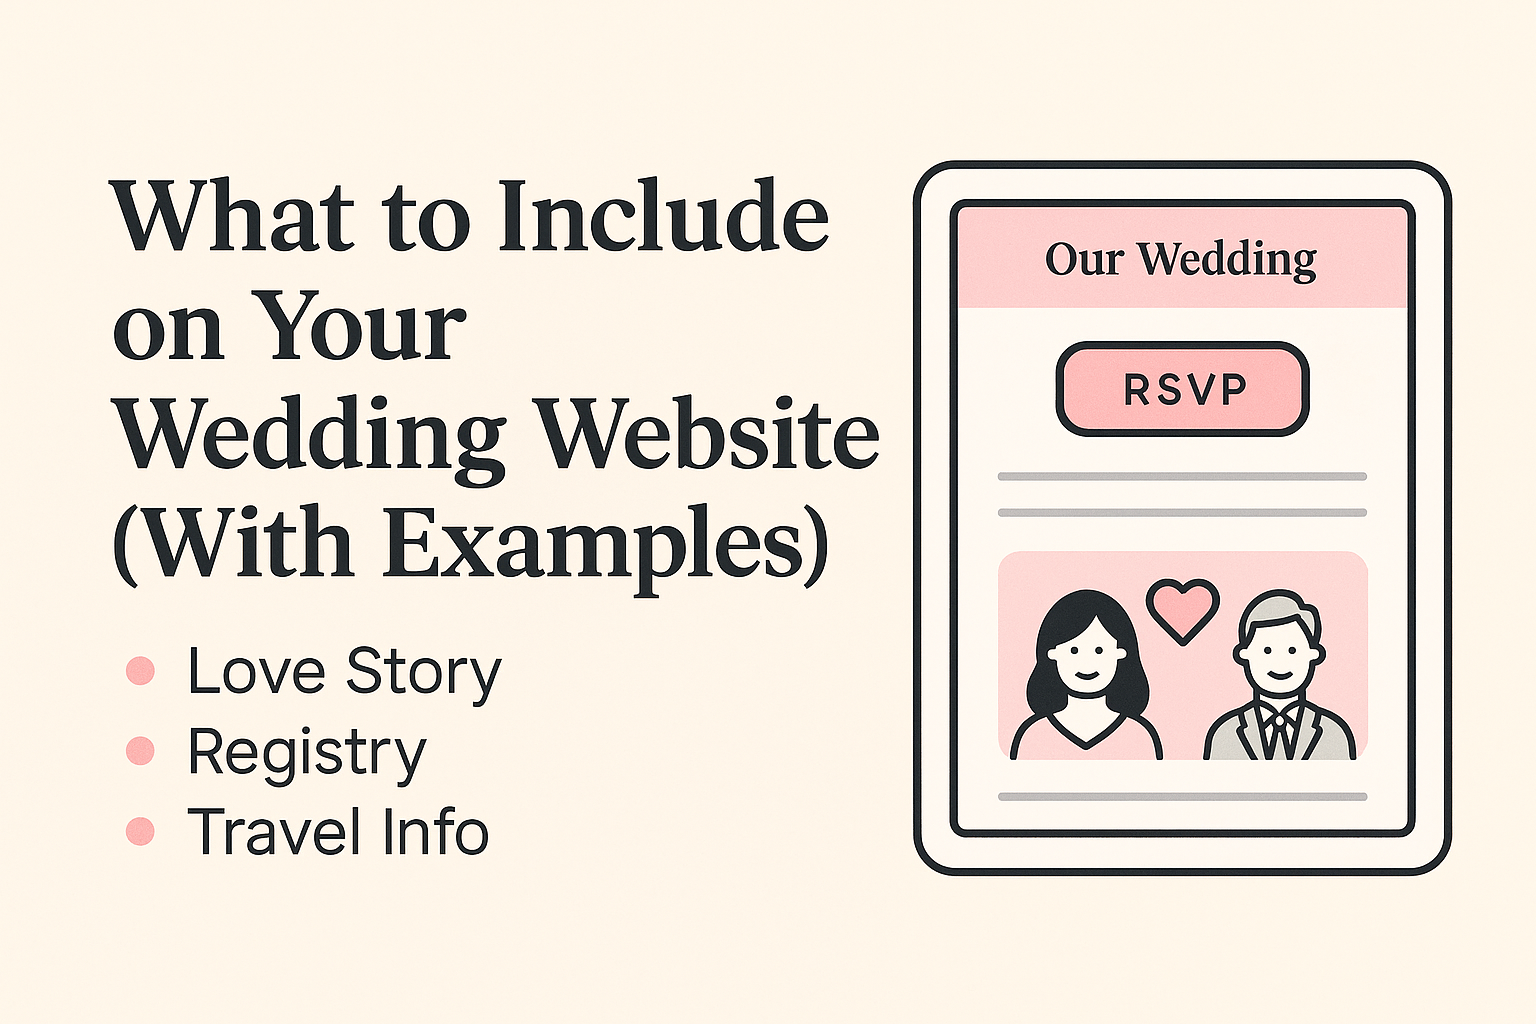 What to Include
on Your
Wedding Website
(With Examples)
Love Story
Registry
Travel Info
Our Wedding
RSVP